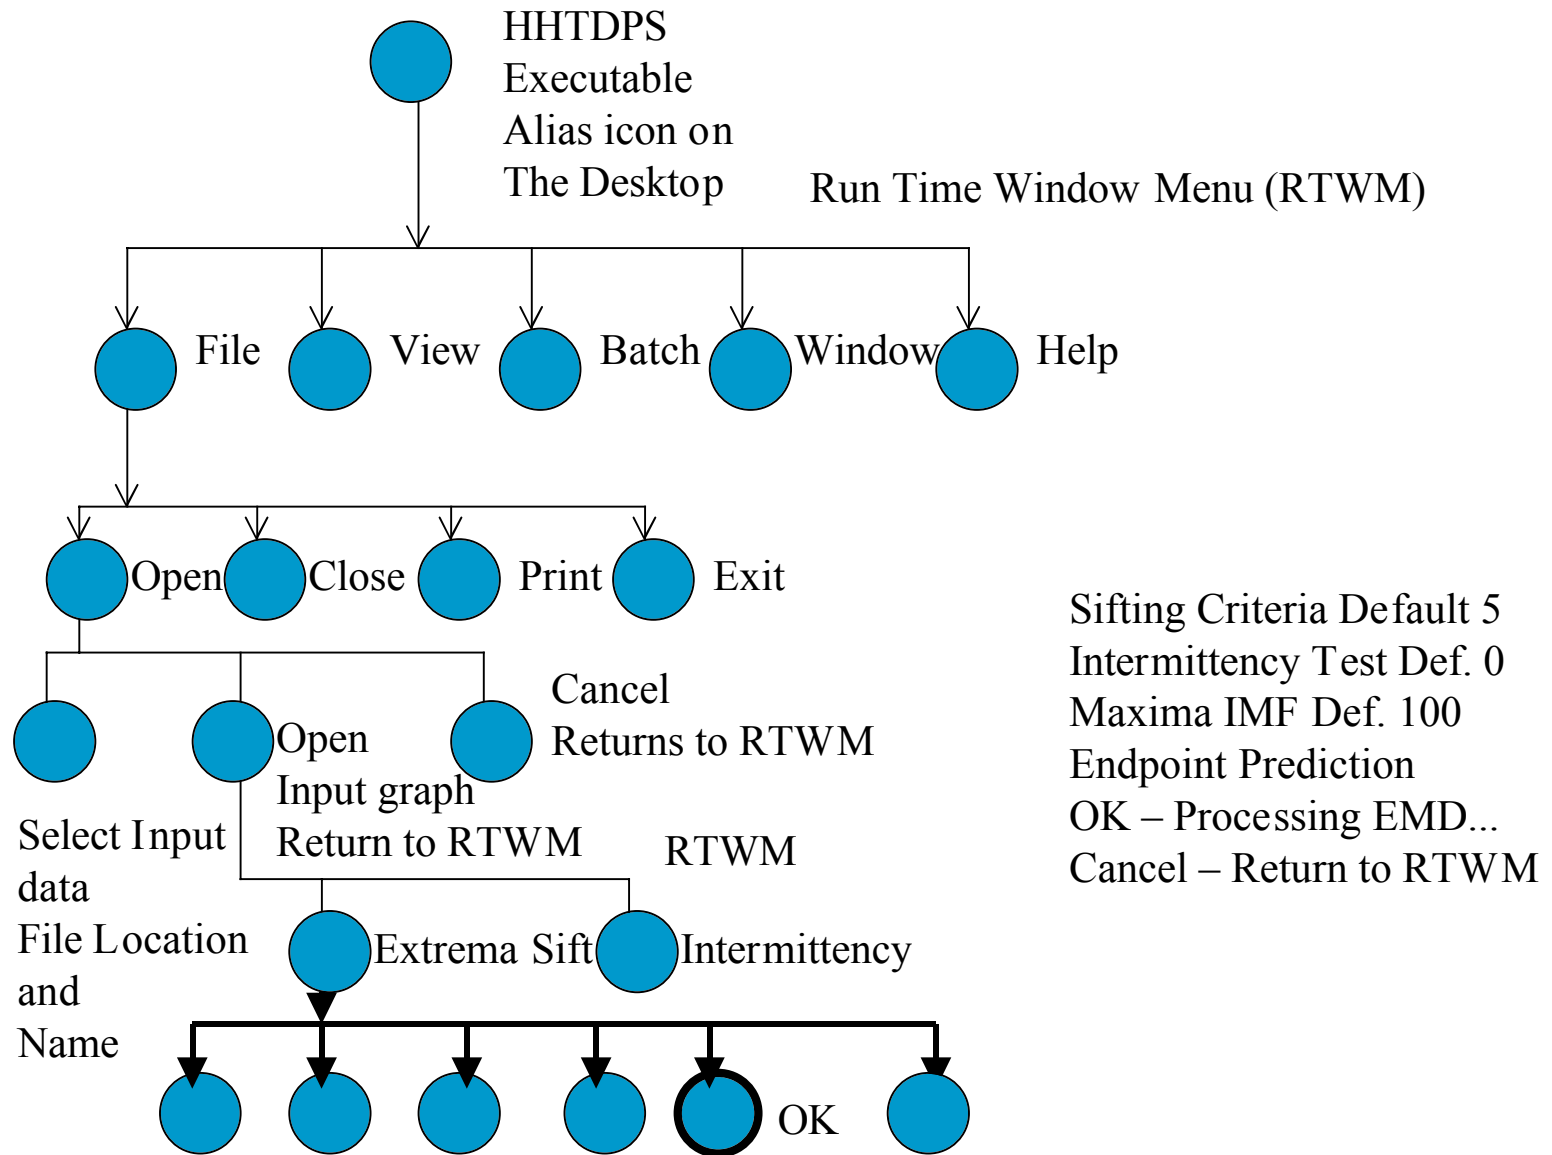 HHTDPS
Executable
Alias icon on
The Desktop
Run Time Window Menu (RTWM)
File
View
Batch
Window
Help
Open
Close
Print
Exit
Sifting Criteria Default 5
Intermittency Test Def. 0
Maxima IMF Def. 100
Endpoint Prediction
OK – Processing EMD...
Cancel – Return to RTWM
Cancel
Returns to RTWM
Open
Input graph
Return to RTWM
RTWM
Select Input
data
File Location
and
Name
Extrema Sift
Intermittency
OK